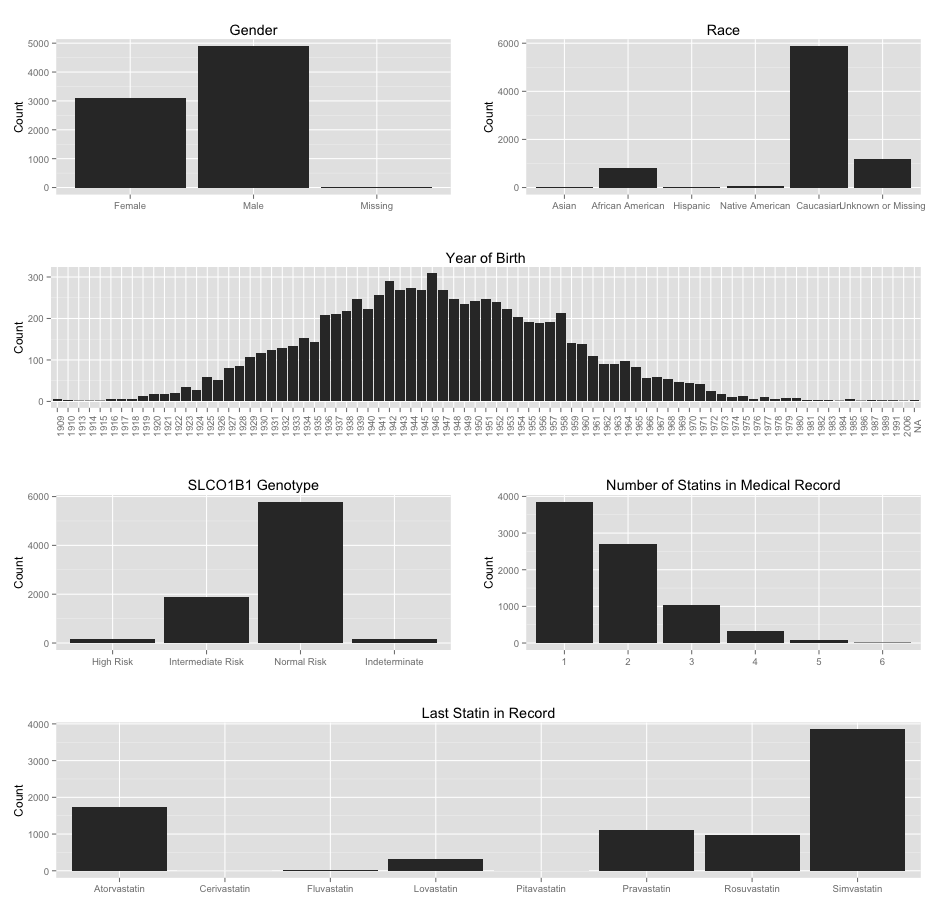 Gender
Count
5000
4000
3000
2000
1000
0
Female Male Missing
Race
Count
6000
4000
2000
0
Asian African American Hispanic Native American Caucasian Unknown or Missing
Year of Birth
Count
300
200
100
0
1909 1910 1913 1914 1915 1916 1917 1918 1919 1920 1921 1922 1923 1924 1925 1926 1927 1928 1929 1930 1931 1932 1933 1934 1935 1936 1937 1938 1939 1940 1941 1942 1943 1944 1945 1946 1947 1948 1949 1950 1951 1952 1953 1954 1955 1956 1957 1958 1959 1960 1961 1962 1963 1964 1965 1966 1967 1968 1969 1970 1971 1972 1973 1974 1975 1976 1977 1978 1979 1980 1981 1982 1983 1984 1985 1986 1987 1989 1991 2006 NA
SLCO1B1 Genotype
Count
6000
4000
2000
0
High Risk Intermediate Risk Normal Risk Indeterminate
Number of Statins in Medical Record
Count
4000
3000
2000
1000
0
1 2 3 4 5 6
Last Statin in Record
Count
4000
3000
2000
1000
0
Atorvastatin Cerivastatin Fluvastatin Lovastatin Pitavastatin Pravastatin Rosuvastatin Simvastatin